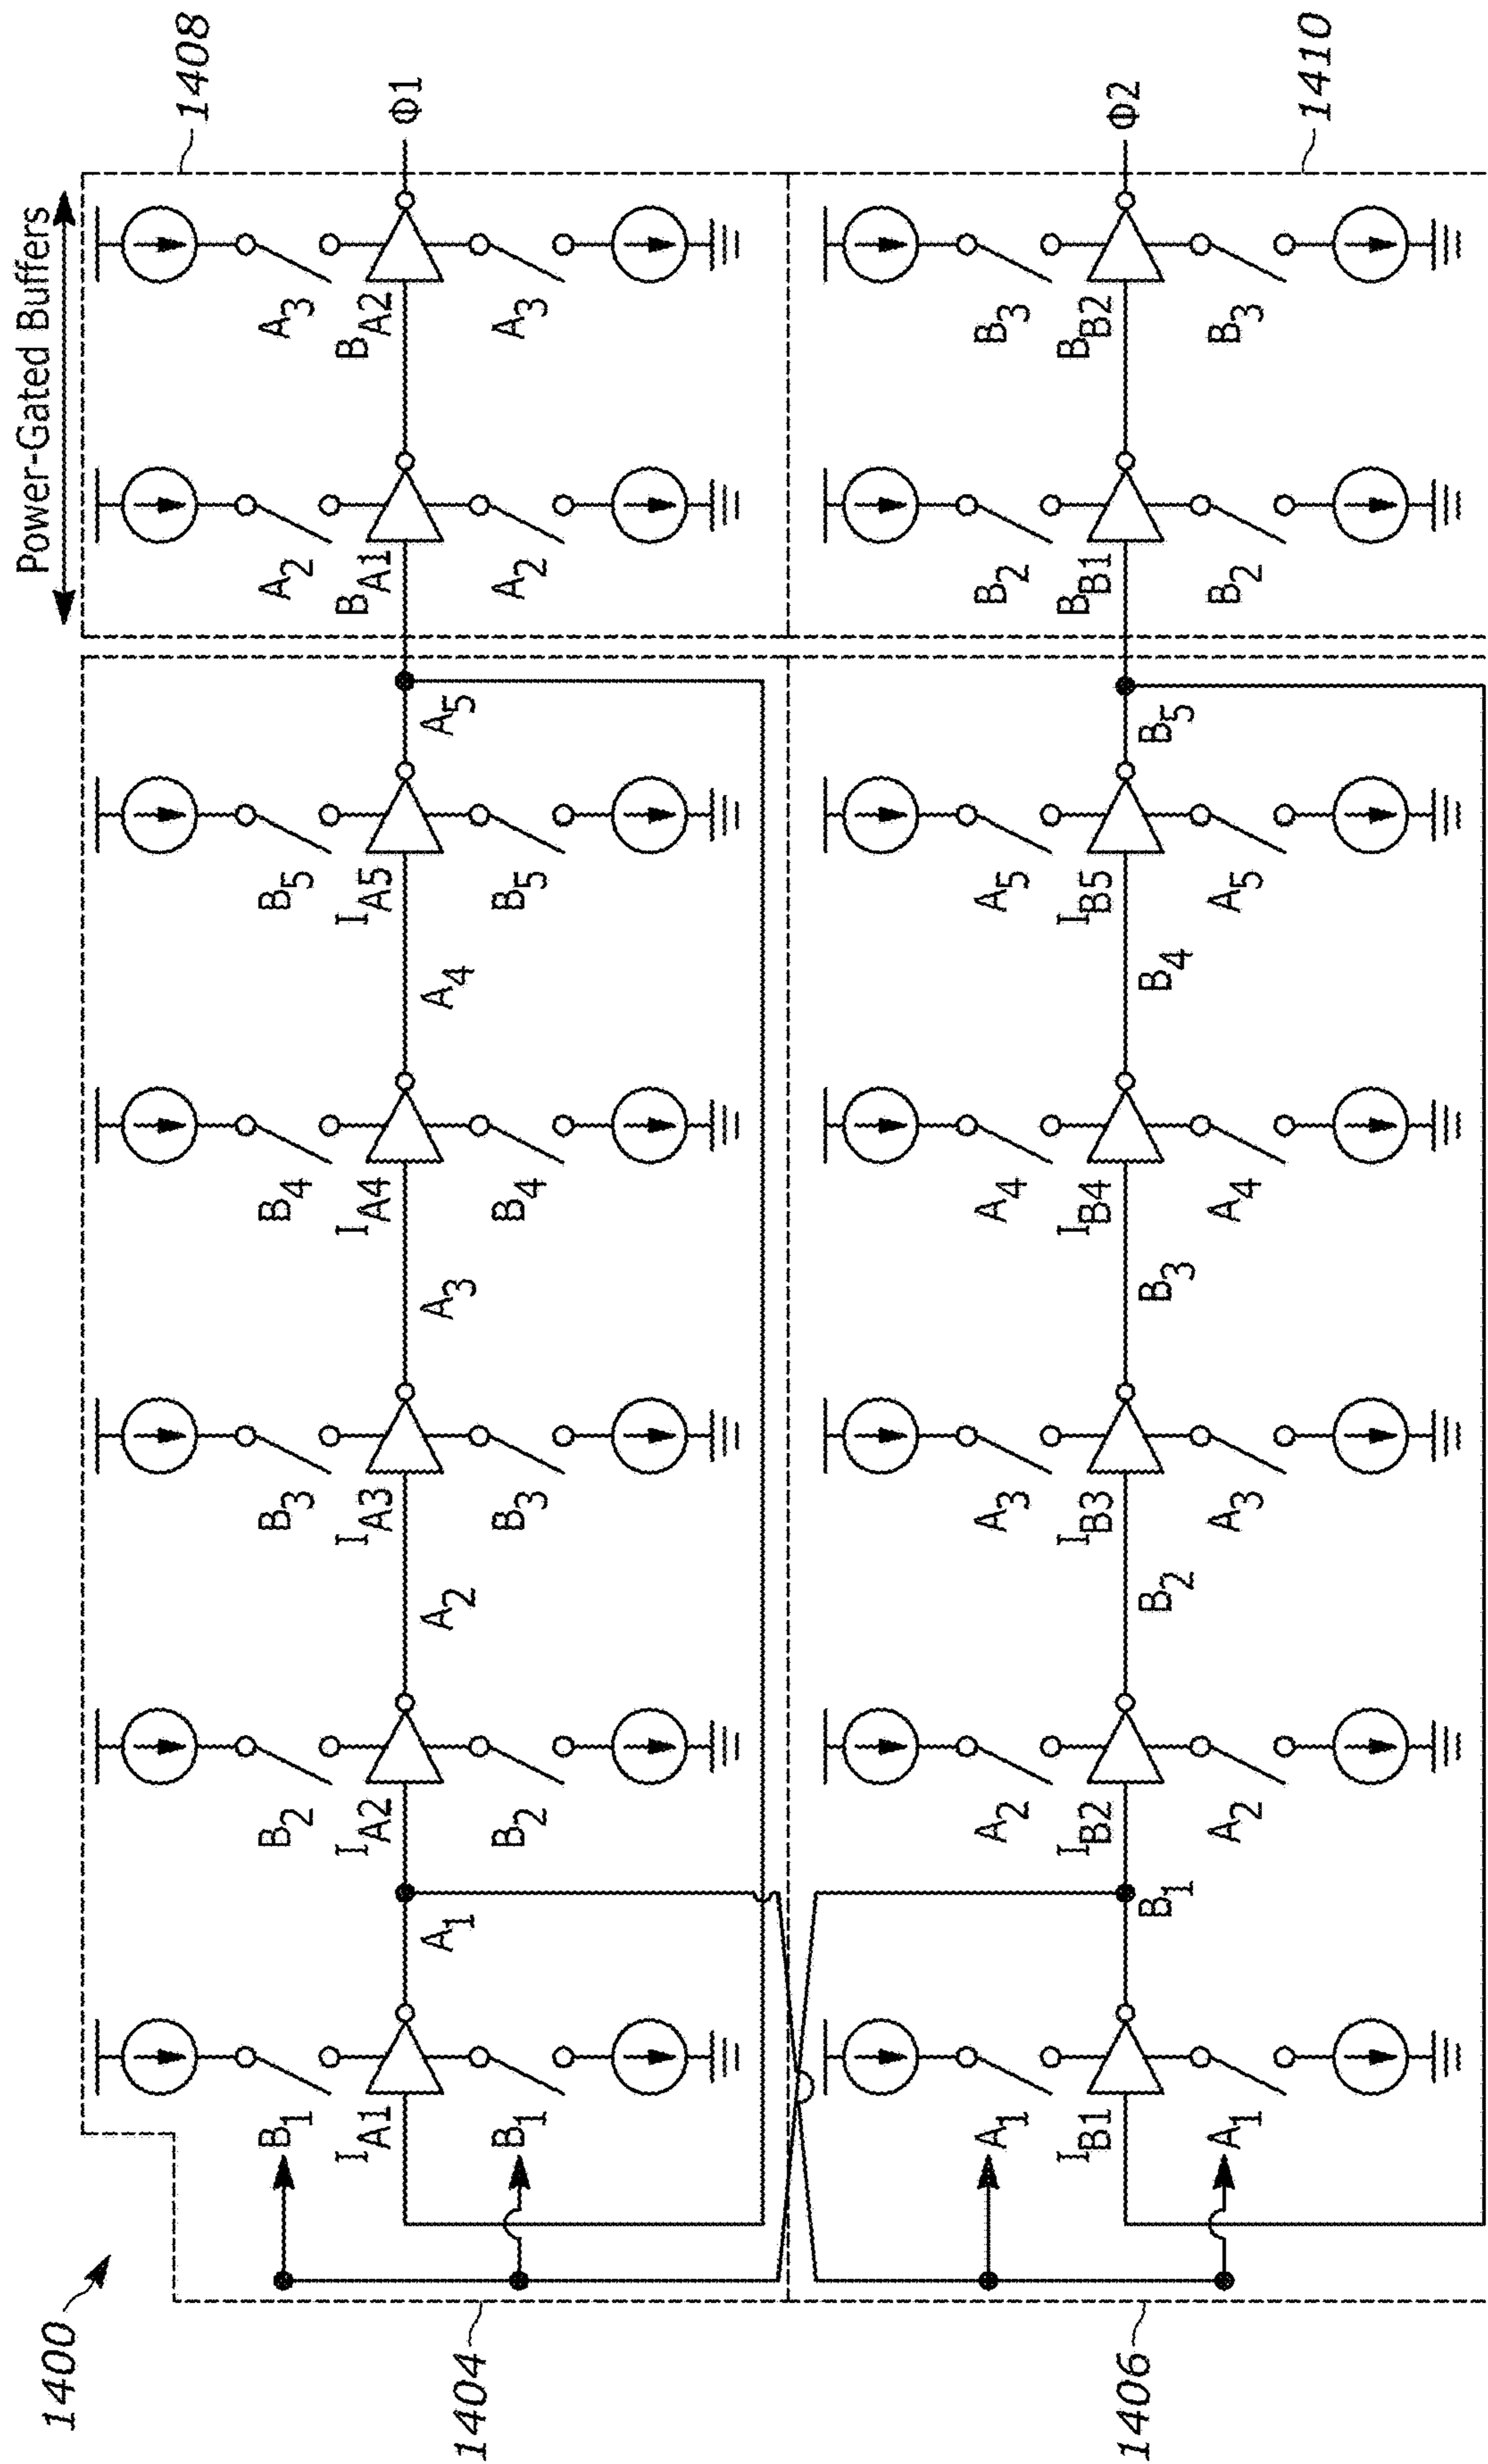 1400
Power-Gated Buffers
1404
1408
B1 B2 B3 B4 B5 A2 A3
IA1 IA2 IA3 IA4 IA5 BA1 BA2
Φ1
A1 A2 A3 A4 A5
B1 B2 B3 B4 B5 A2 A3
1406
1410
A1 A2 A3 A4 A5 B2 B3
IB1 IB2 IB3 IB4 IB5 BB1 BB2
Φ2
B1 B2 B3 B4 B5
A1 A2 A3 A4 A5 B2 B3